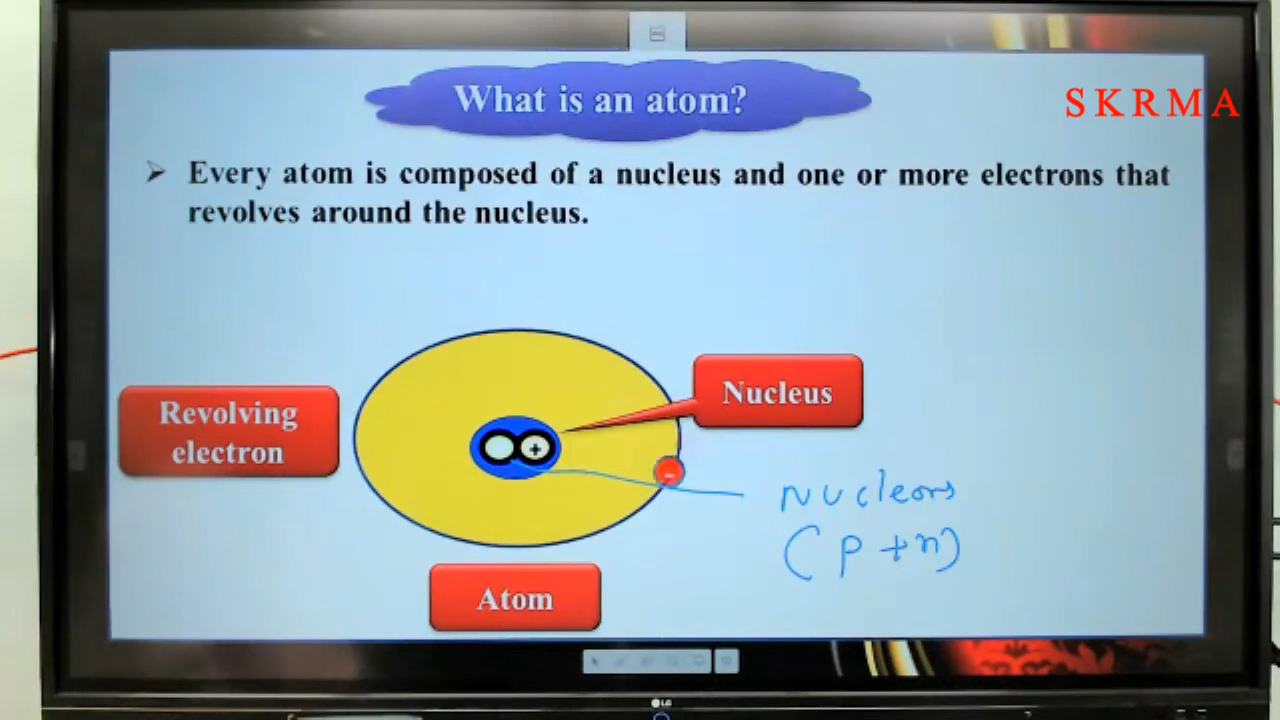 What is an atom?
SKRMA
➢ Every atom is composed of a nucleus and one or more electrons that
revolves around the nucleus.
Nucleus
Revolving
electron
+
-
Nucleons
(p+n)
Atom
LG